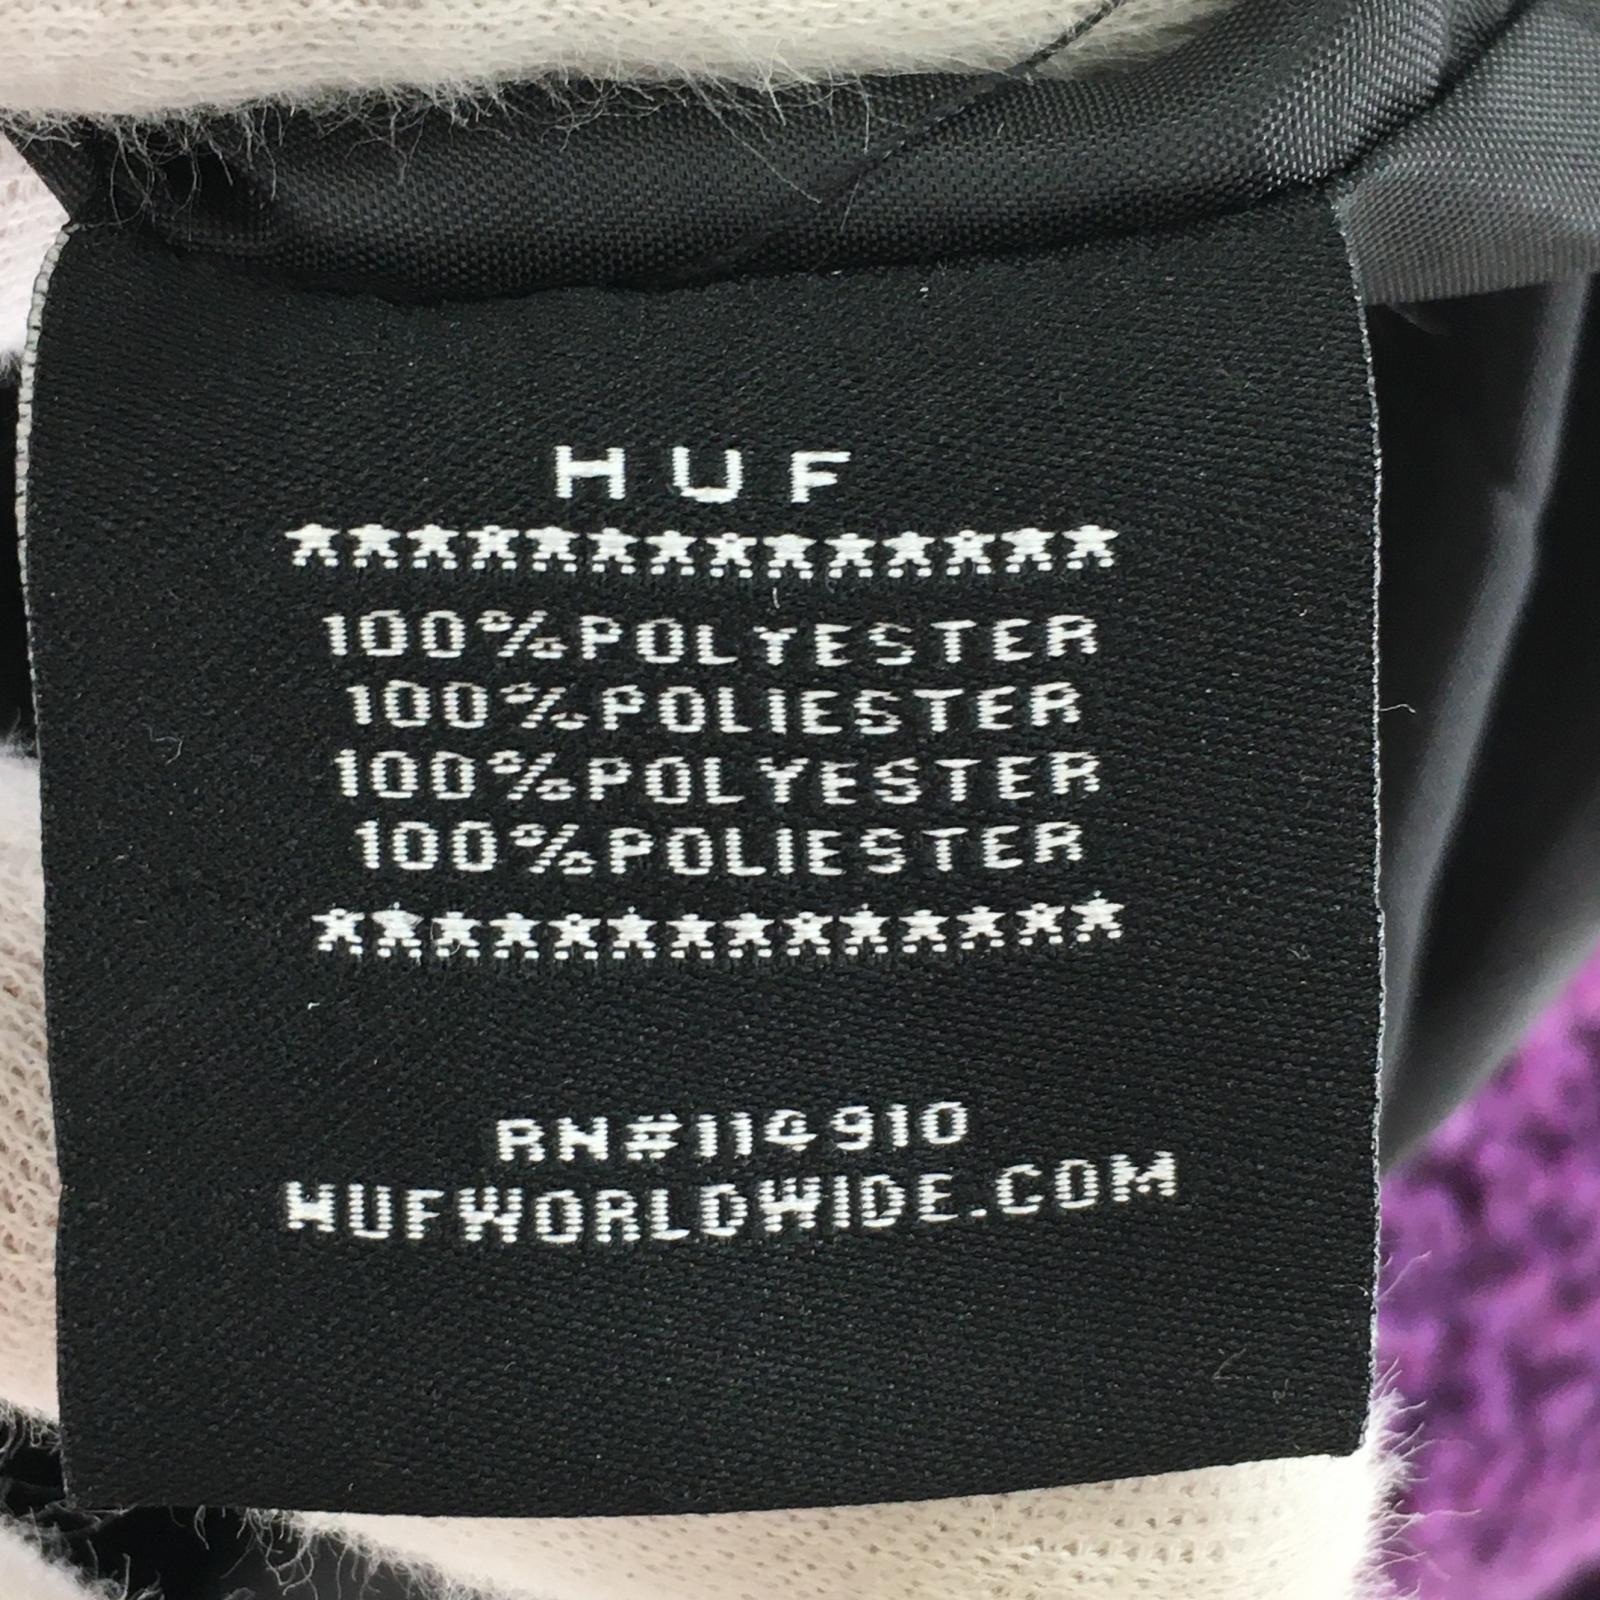 HUF
100%POLYESTER
100%POLIESTER
100%POLYESTER
100%POLIESTER
RN#114910
HUFWORLDWIDE.COM